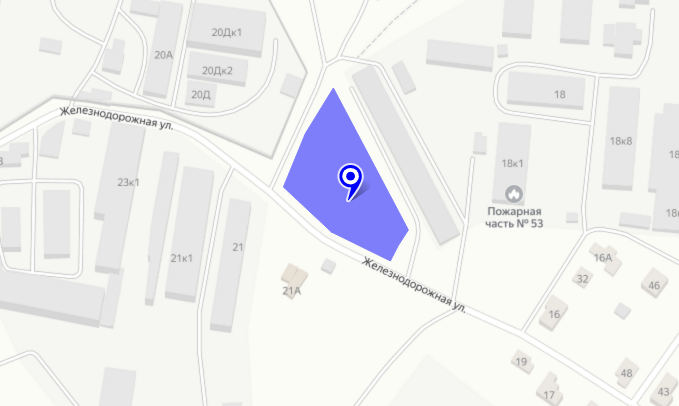 20Дк1
20А
20Дк2
20Д
18
Железнодорожная ул.
18к8
18к1
23к1
Пожарная
часть № 53
21
21к1
16А
32
46
21А
Железнодорожная ул.
16
19
48
17
43